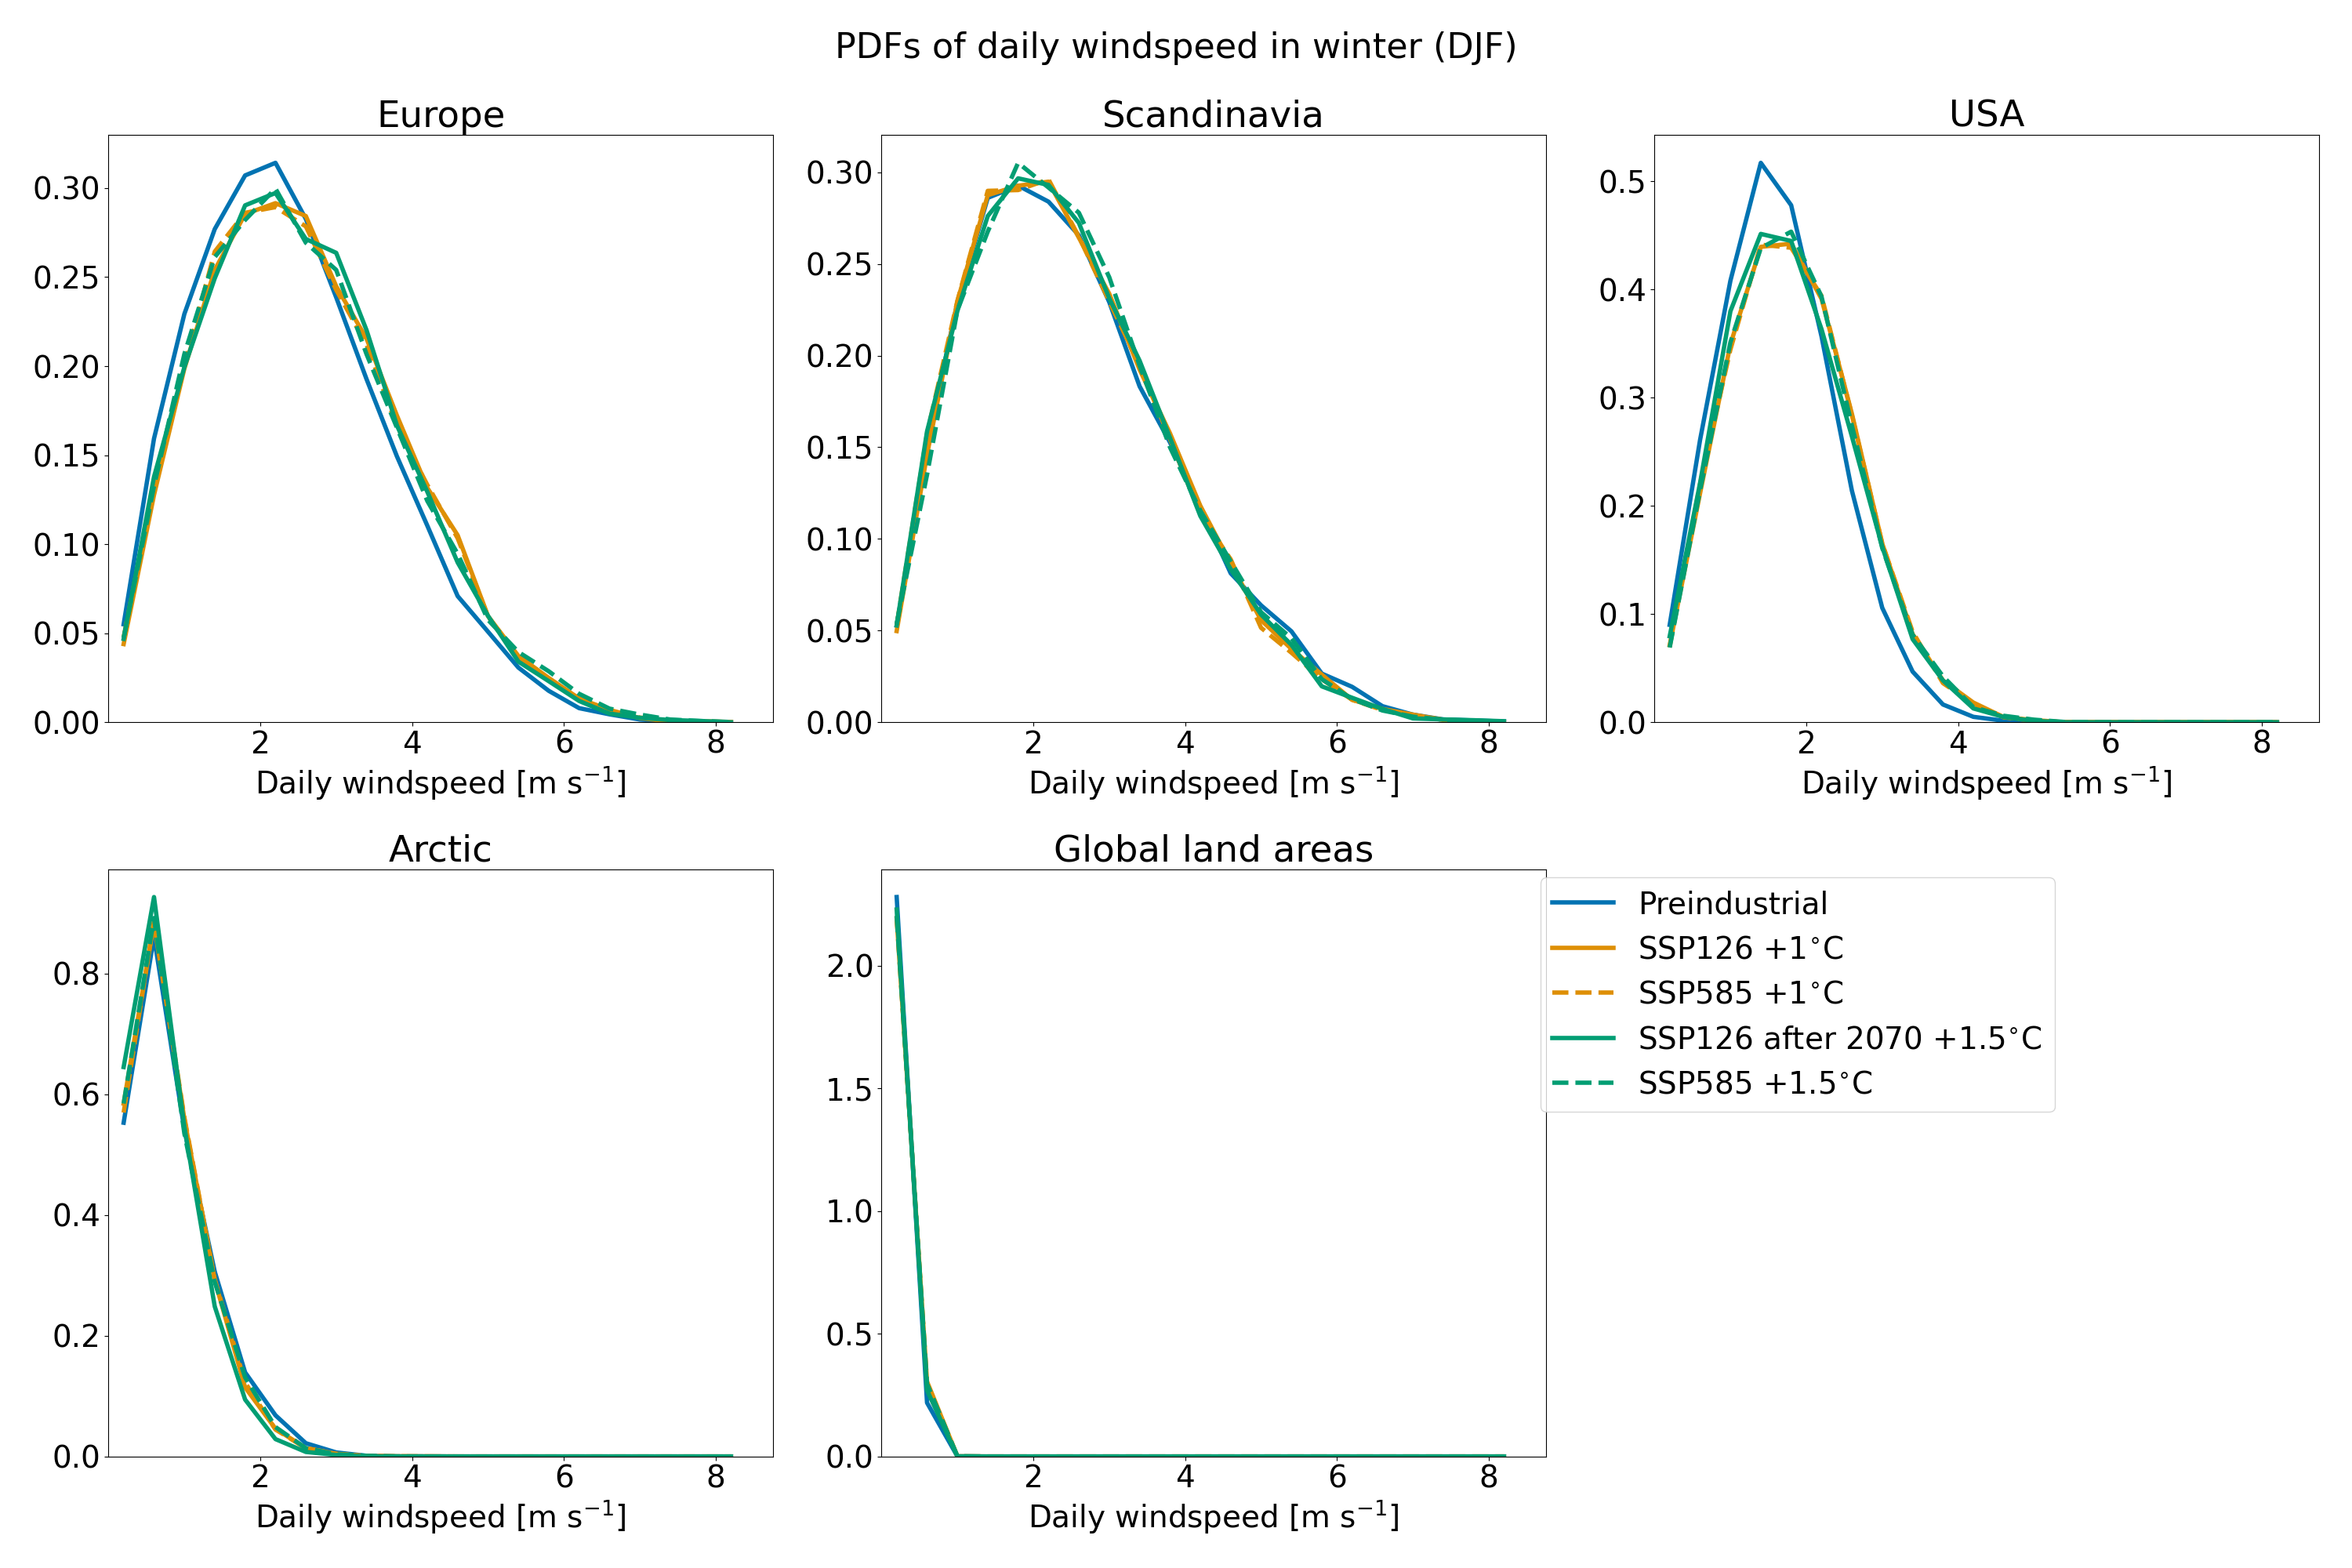 PDFs of daily windspeed in winter (DJF)
Europe
0.30
0.25
0.20
0.15
0.10
0.05
0.00
2 4 6 8
Daily windspeed [m s⁻¹]
Scandinavia
0.30
0.25
0.20
0.15
0.10
0.05
0.00
2 4 6 8
Daily windspeed [m s⁻¹]
USA
0.5
0.4
0.3
0.2
0.1
0.0
2 4 6 8
Daily windspeed [m s⁻¹]
Arctic
0.8
0.6
0.4
0.2
0.0
2 4 6 8
Daily windspeed [m s⁻¹]
Global land areas
2.0
1.5
1.0
0.5
0.0
2 4 6 8
Daily windspeed [m s⁻¹]
Preindustrial
SSP126 +1°C
SSP585 +1°C
SSP126 after 2070 +1.5°C
SSP585 +1.5°C